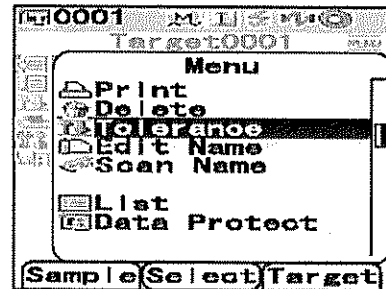 0001
Target0001
Menu
Print
Delete
Tolerance
Edit Name
Scan Name
List
Data Protect
Sample Select Target